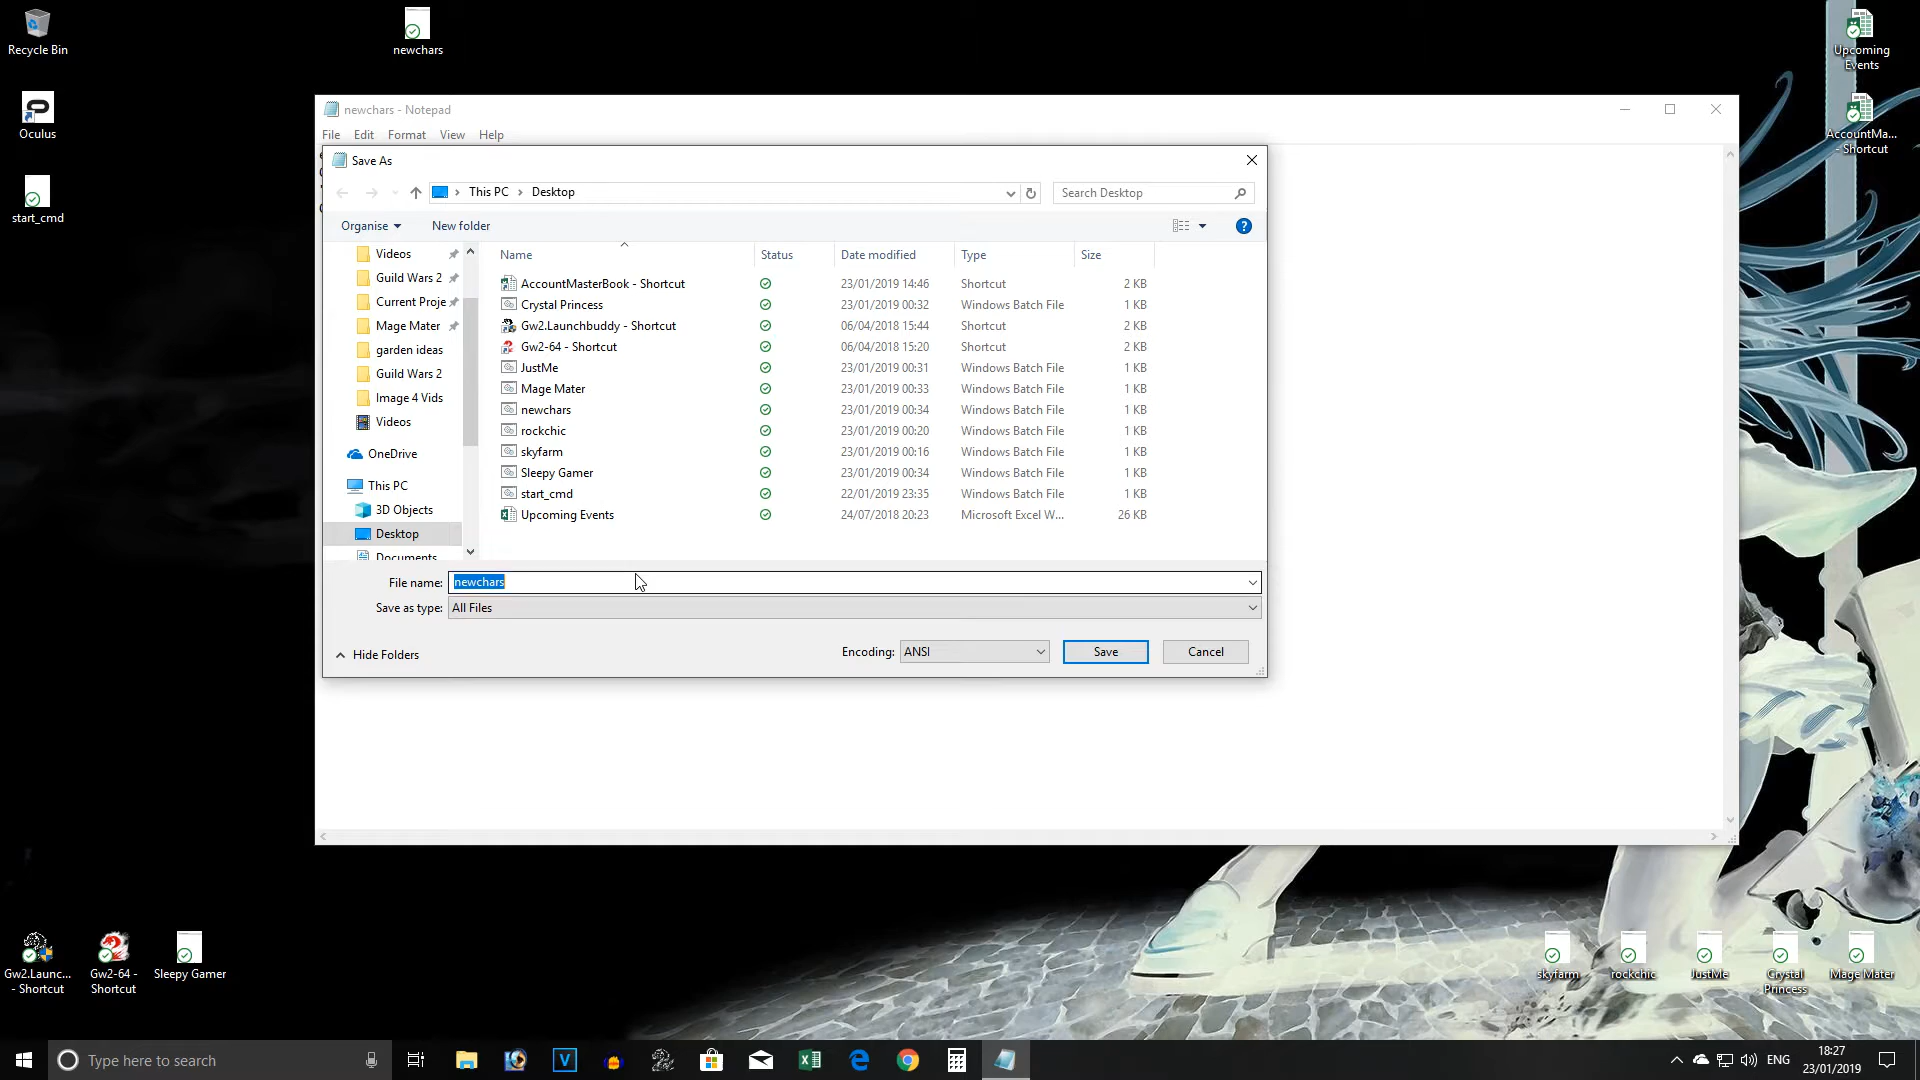 Recycle Bin
newchars
Upcoming
Events
Oculus
AccountMa...
- Shortcut
start_cmd
newchars - Notepad
File Edit Format View Help
Save As
This PC > Desktop
Search Desktop
Organise
New folder
Name Status Date modified Type Size
Videos
Guild Wars 2
Current Proje
Mage Mater
garden ideas
Guild Wars 2
Image 4 Vids
Videos
OneDrive
This PC
3D Objects
Desktop
Documents
AccountMasterBook - Shortcut 23/01/2019 14:46 Shortcut 2 KB
Crystal Princess 23/01/2019 00:32 Windows Batch File 1 KB
Gw2.Launchbuddy - Shortcut 06/04/2018 15:44 Shortcut 2 KB
Gw2-64 - Shortcut 06/04/2018 15:20 Shortcut 2 KB
JustMe 23/01/2019 00:31 Windows Batch File 1 KB
Mage Mater 23/01/2019 00:33 Windows Batch File 1 KB
newchars 23/01/2019 00:34 Windows Batch File 1 KB
rockchic 23/01/2019 00:20 Windows Batch File 1 KB
skyfarm 23/01/2019 00:16 Windows Batch File 1 KB
Sleepy Gamer 23/01/2019 00:34 Windows Batch File 1 KB
start_cmd 22/01/2019 23:35 Windows Batch File 1 KB
Upcoming Events 24/07/2018 20:23 Microsoft Excel W... 26 KB
File name: newchars
Save as type: All Files
Hide Folders
Encoding: ANSI
Save
Cancel
Gw2.Launc...
- Shortcut
Gw2-64 -
Shortcut
Sleepy Gamer
skyfarm
rockchic
JustMe
Crystal
Princess
Mage Mater
Type here to search
ENG
18:27
23/01/2019